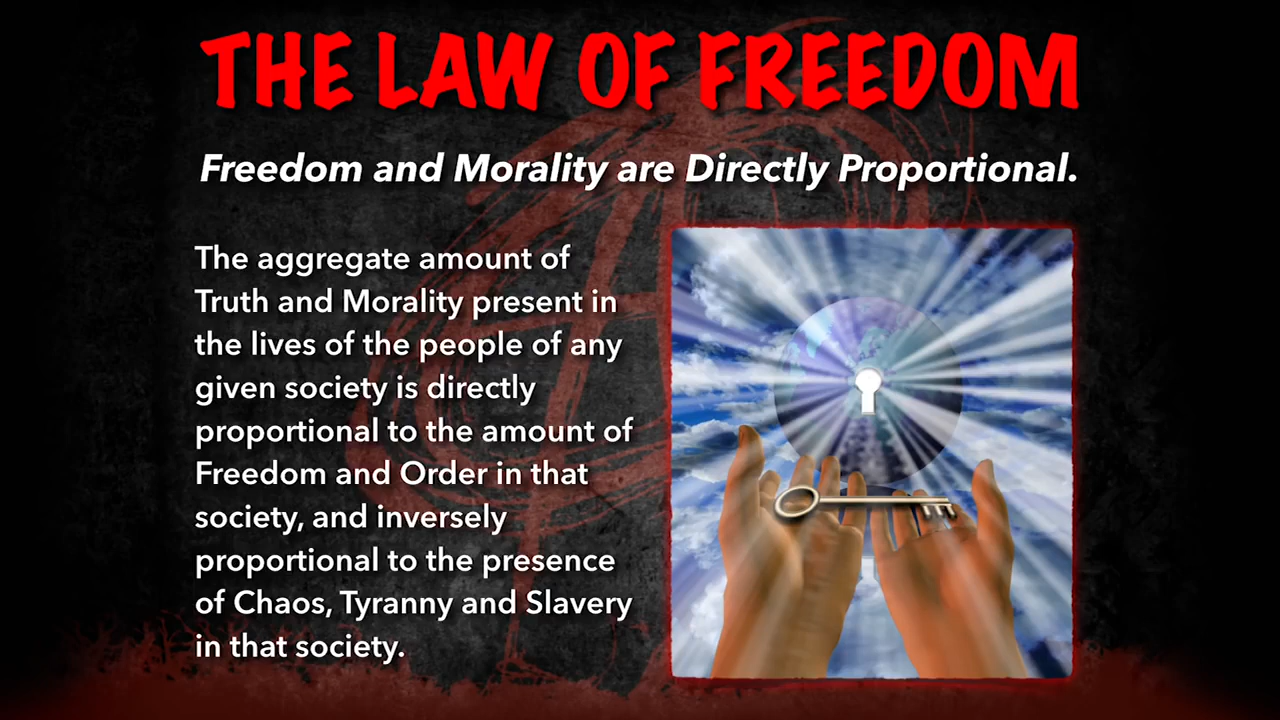 THE LAW OF FREEDOM
Freedom and Morality are Directly Proportional.
The aggregate amount of
Truth and Morality present in
the lives of the people of any
given society is directly
proportional to the amount of
Freedom and Order in that
society, and inversely
proportional to the presence
of Chaos, Tyranny and Slavery
in that society.